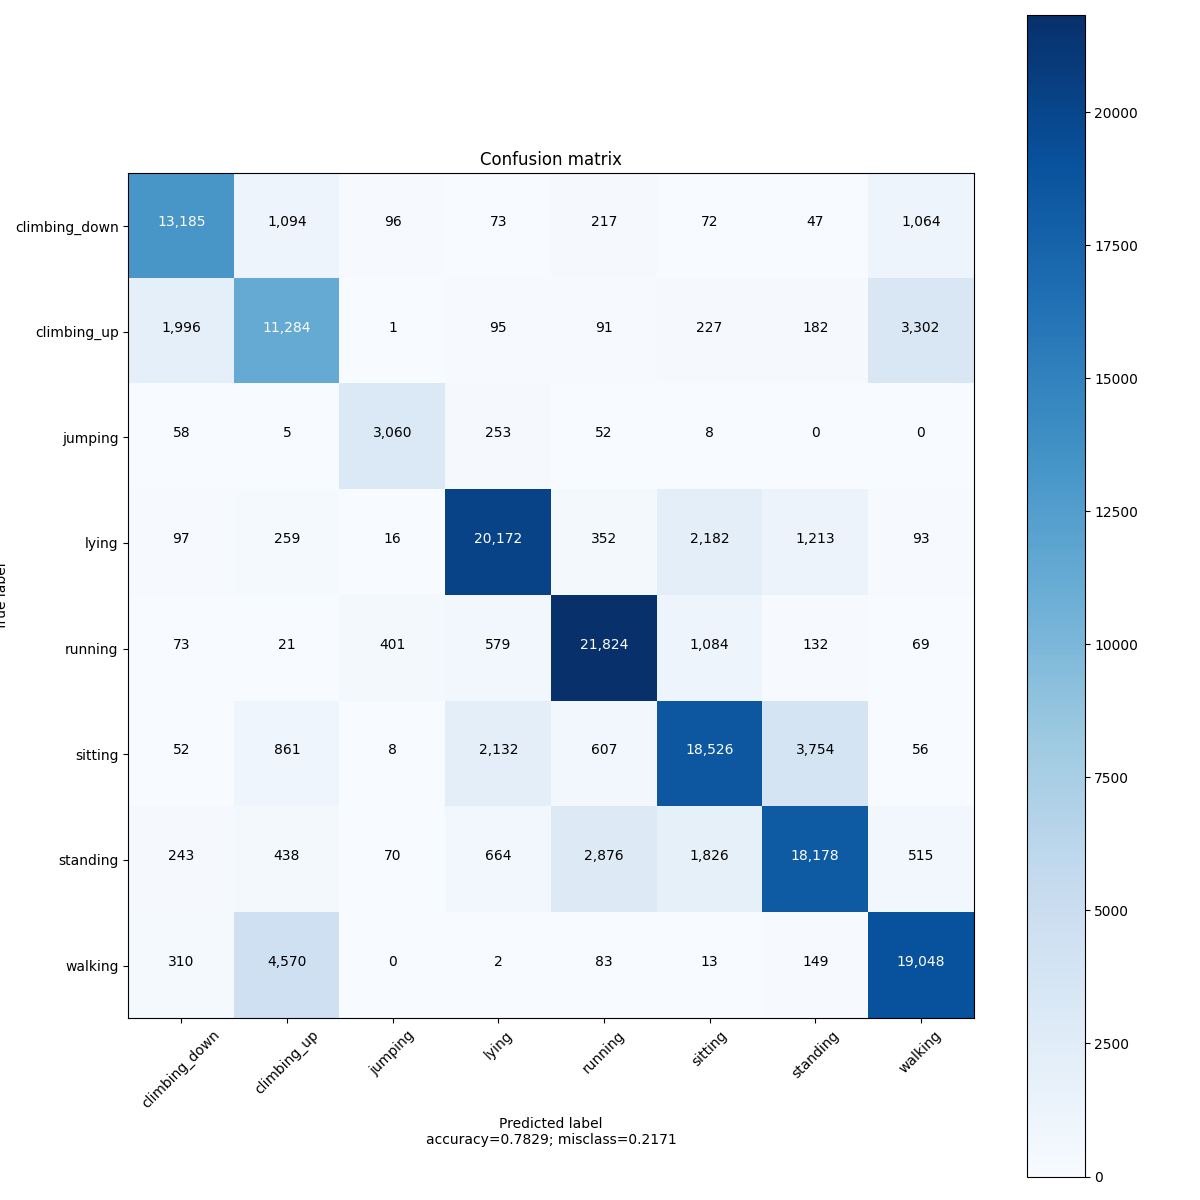 Confusion matrix
climbing_down 13,185 1,094 96 73 217 72 47 1,064
climbing_up 1,996 11,284 1 95 91 227 182 3,302
jumping 58 5 3,060 253 52 8 0 0
lying 97 259 16 20,172 352 2,182 1,213 93
running 73 21 401 579 21,824 1,084 132 69
sitting 52 861 8 2,132 607 18,526 3,754 56
standing 243 438 70 664 2,876 1,826 18,178 515
walking 310 4,570 0 2 83 13 149 19,048
climbing_down climbing_up jumping lying running sitting standing walking
Predicted label
accuracy=0.7829; misclass=0.2171
label
20000
17500
15000
12500
10000
7500
5000
2500
0